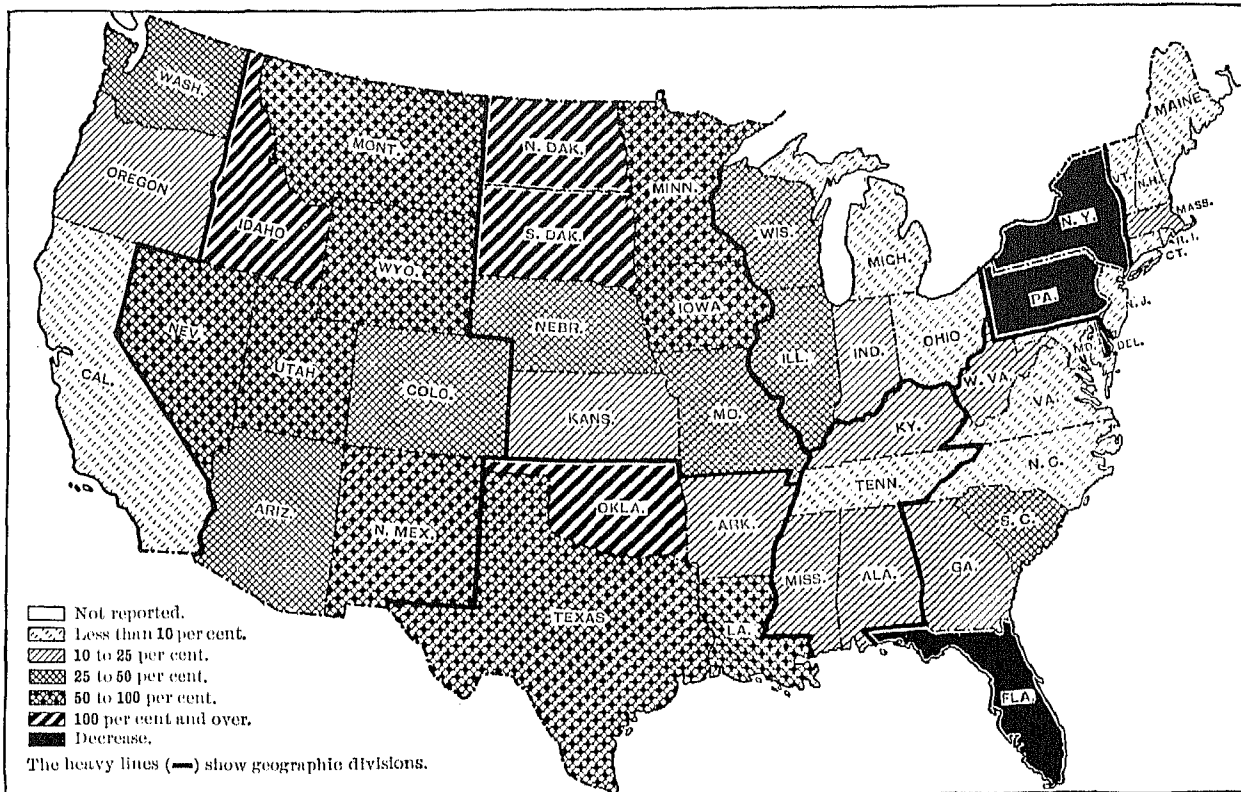 WASH.
MONT.
N. DAK.
MINN.
MAINE
OREGON
VT.
N.H.
IDAHO
S. DAK.
WIS.
N. Y.
MASS.
R.I.
CT.
WYO.
MICH.
NEV.
IOWA
PA.
N. J.
NEBR.
OHIO
UTAH
ILL.
IND.
MD.
DEL.
CAL.
COLO.
W. VA.
VA.
KANS.
MO.
KY.
N. C.
TENN.
ARIZ.
N. MEX.
OKLA.
ARK.
S. C.
MISS.
ALA.
GA.
TEXAS
LA.
FLA.
Not reported.
Less than 10 per cent.
10 to 25 per cent.
25 to 50 per cent.
50 to 100 per cent.
100 per cent and over.
Decrease.
The heavy lines (▬) show geographic divisions.